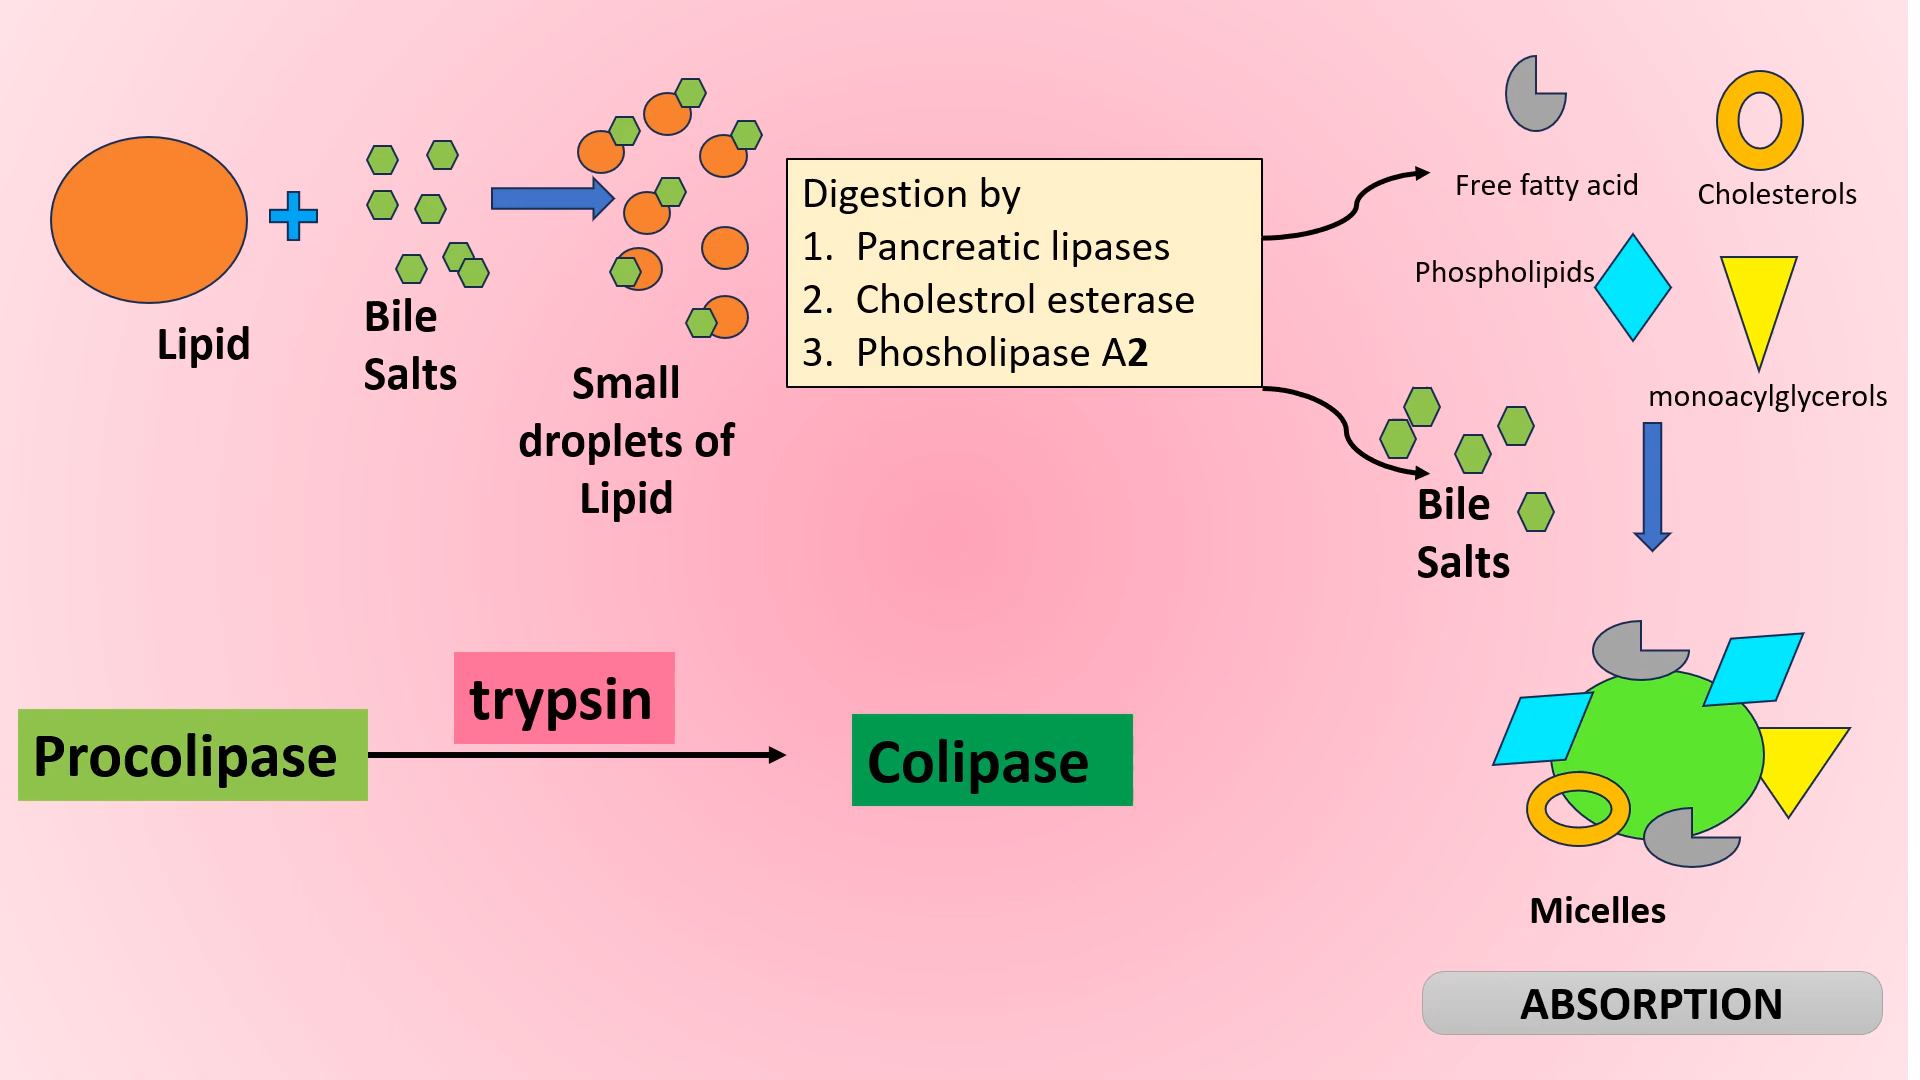 Lipid
Bile
Salts
Small
droplets of
Lipid
Digestion by
1. Pancreatic lipases
2. Cholestrol esterase
3. Phosholipase A2
Free fatty acid
Cholesterols
Phospholipids
monoacylglycerols
Bile
Salts
Procolipase
trypsin
Colipase
Micelles
ABSORPTION